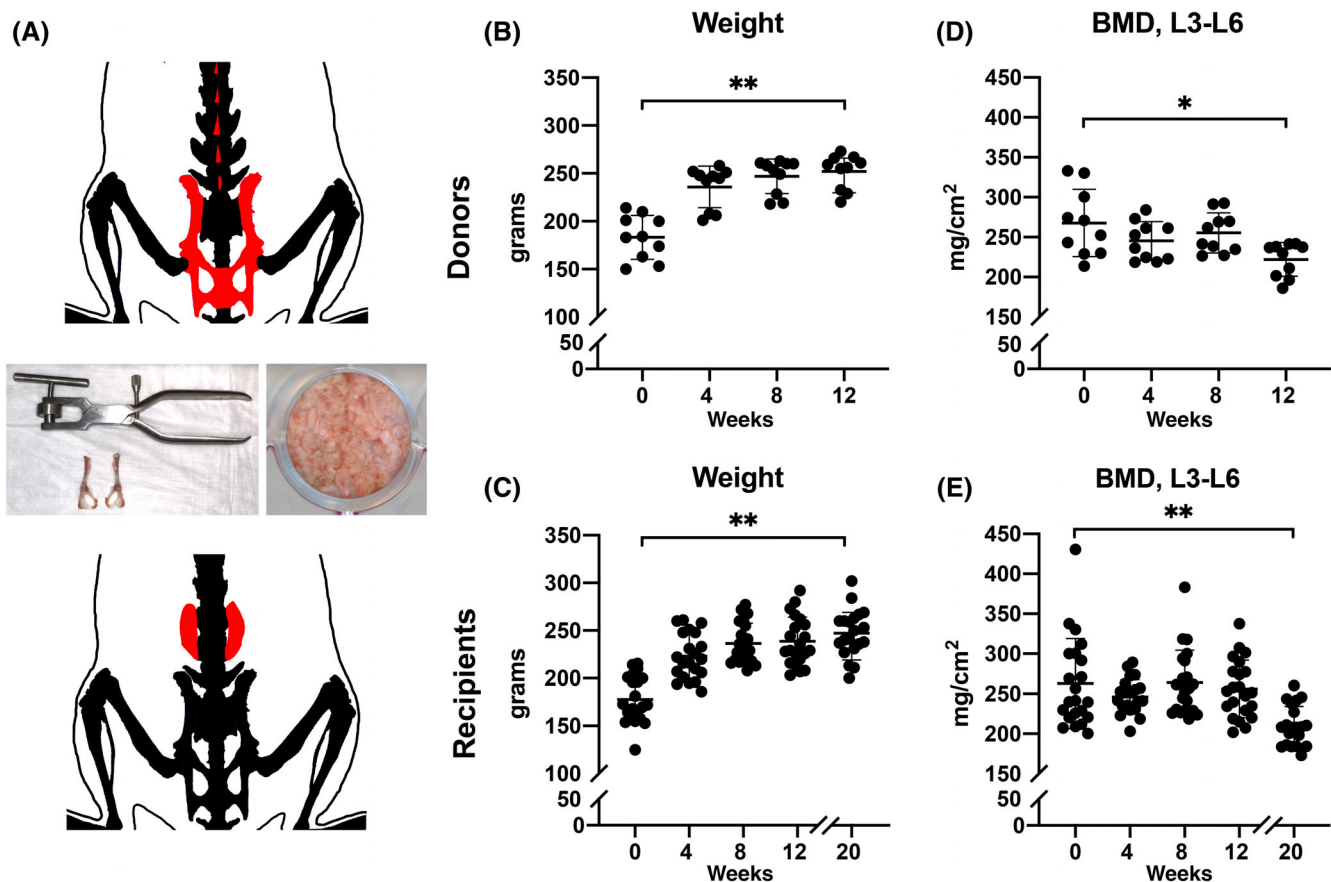 (A)
Donors
Recipients
(B)
Weight
grams
350
300
250
200
150
100
50
0
**
0 4 8 12
Weeks
(D)
BMD, L3-L6
mg/cm²
450
400
350
300
250
200
150
50
0
*
0 4 8 12
Weeks
(C)
Weight
grams
350
300
250
200
150
100
50
0
**
0 4 8 12 20
Weeks
(E)
BMD, L3-L6
mg/cm²
450
400
350
300
250
200
150
50
0
**
0 4 8 12 20
Weeks